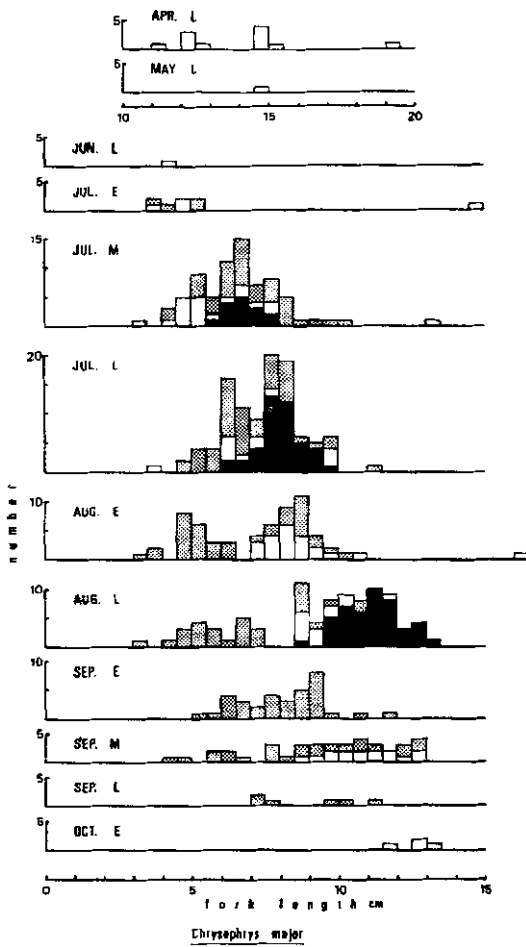 APR. L
5
MAY L
5
10 15 20
JUN. L
5
JUL. E
5
JUL. M
15
JUL. L
20
AUG. E
10
AUG. L
10
SEP. E
10
SEP. M
5
SEP. L
5
OCT. E
5
number
0 5 10 15
fork length cm
Chrysophrys major